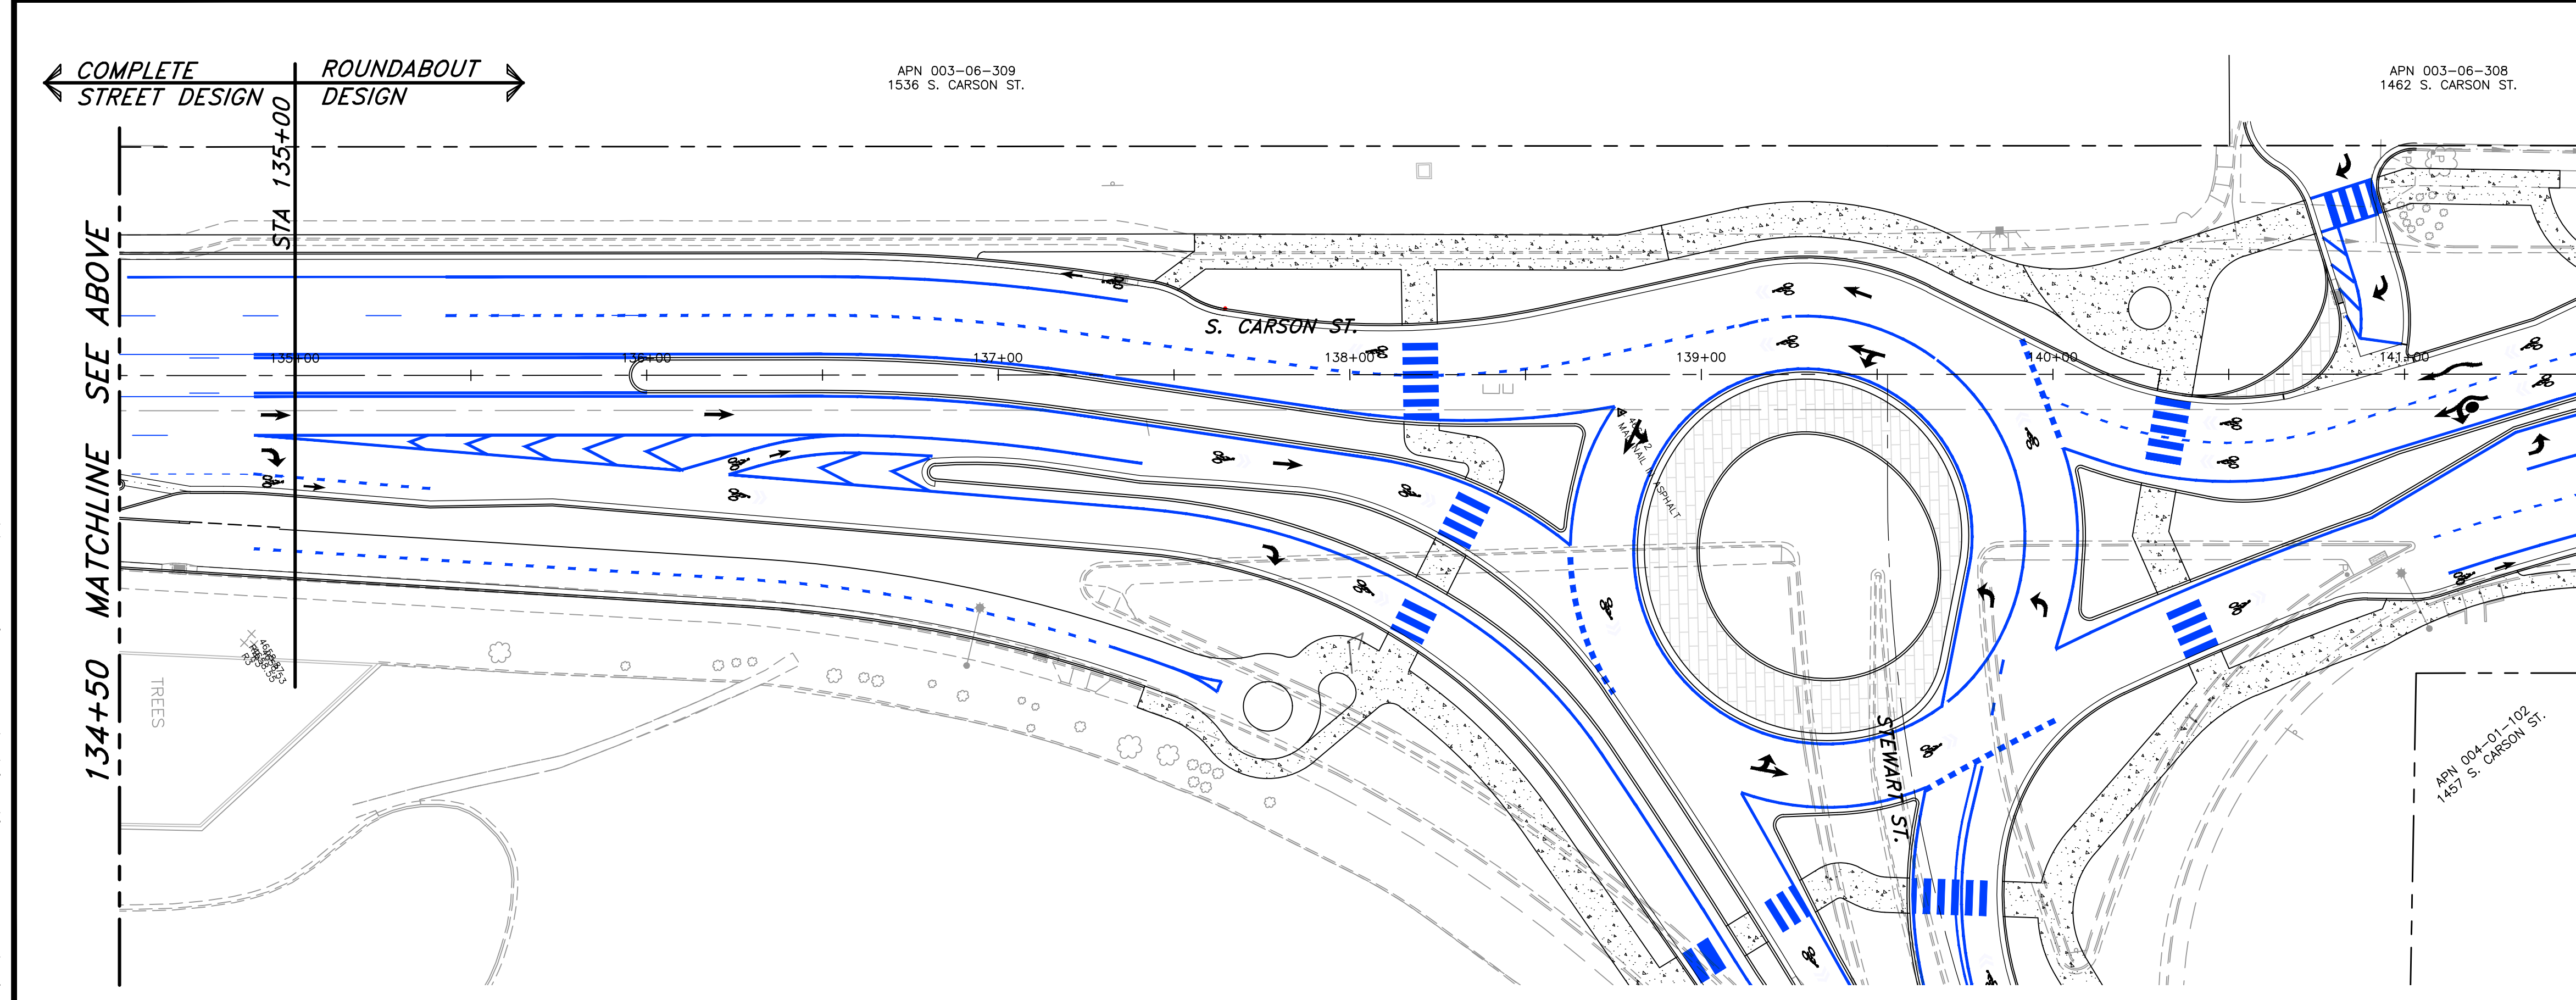 COMPLETE
STREET DESIGN
ROUNDABOUT
DESIGN
STA 135+00
APN 003-06-309
1536 S. CARSON ST.
APN 003-06-308
1462 S. CARSON ST.
134+50 MATCHLINE SEE ABOVE
S. CARSON ST.
135+00
136+00
137+00
138+00
139+00
140+00
141+00
ASPHALT
STEWART ST.
TREES
APN 004-01-102
1457 S. CARSON ST.